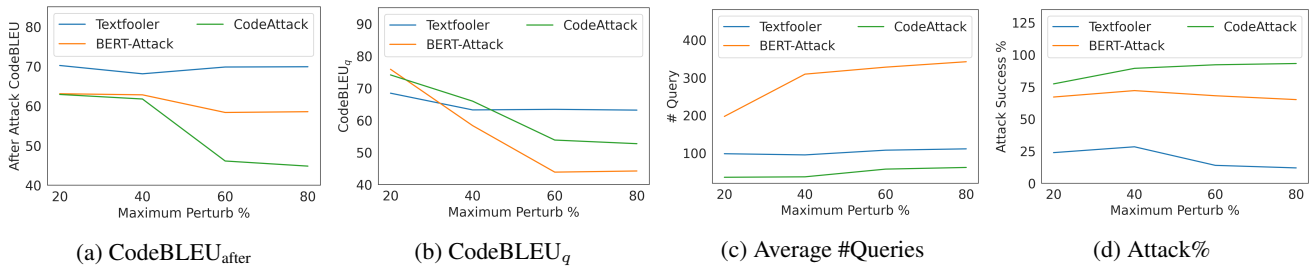 After Attack CodeBLEU
80
70
60
50
40
Textfooler
BERT-Attack
CodeAttack
20 40 60 80
Maximum Perturb %
(a) CodeBLEUafter
CodeBLEUq
90
80
70
60
50
40
Textfooler
BERT-Attack
CodeAttack
20 40 60 80
Maximum Perturb %
(b) CodeBLEUq
# Query
400
300
200
100
Textfooler
BERT-Attack
CodeAttack
20 40 60 80
Maximum Perturb %
(c) Average #Queries
Attack Success %
125
100
75
50
25
0
Textfooler
BERT-Attack
CodeAttack
20 40 60 80
Maximum Perturb %
(d) Attack%